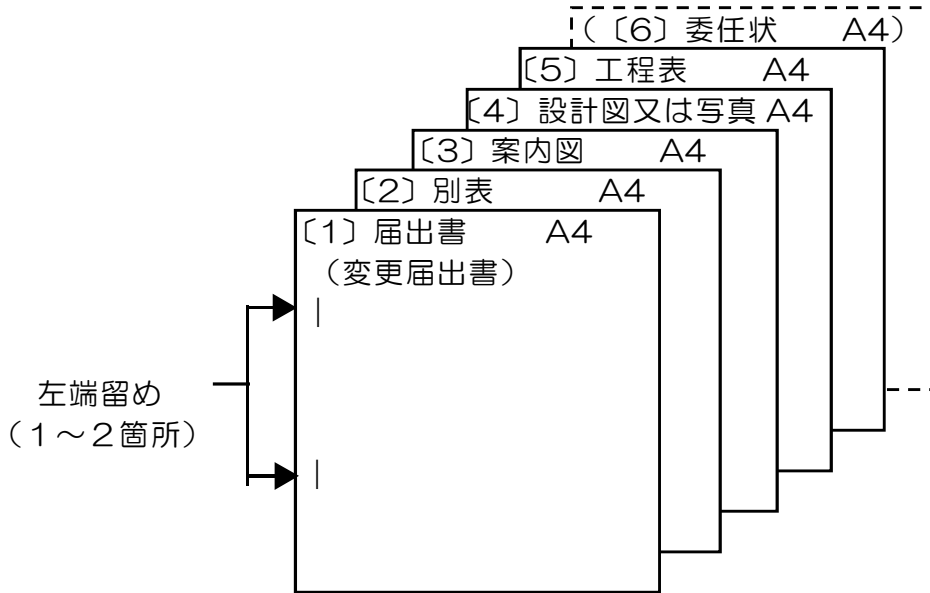 （〔6〕委任状　　A4）
〔5〕工程表　　A4
〔4〕設計図又は写真 A4
〔3〕案内図　　A4
〔2〕別表　　A4
〔1〕届出書　　A4
（変更届出書）
左端留め
（１～２箇所）